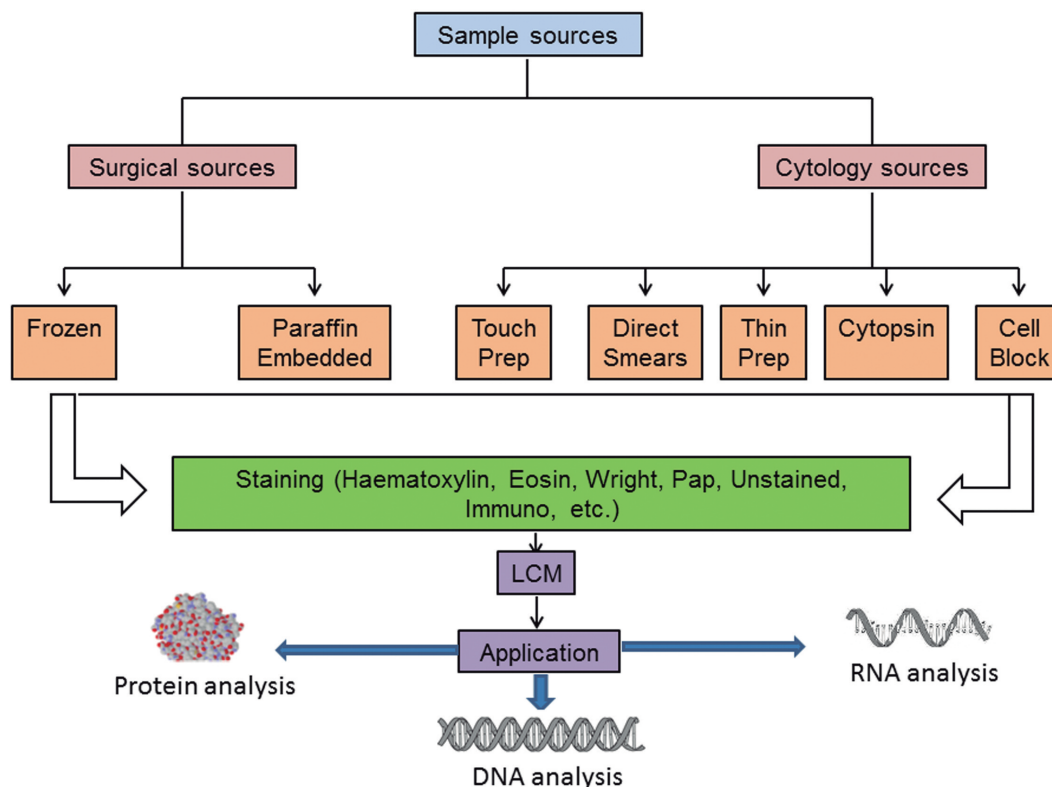 Sample sources
Surgical sources
Cytology sources
Frozen
Paraffin
Embedded
Touch
Prep
Direct
Smears
Thin
Prep
Cytopsin
Cell
Block
Staining (Haematoxylin, Eosin, Wright, Pap, Unstained,
Immuno, etc.)
LCM
Application
Protein analysis
RNA analysis
DNA analysis